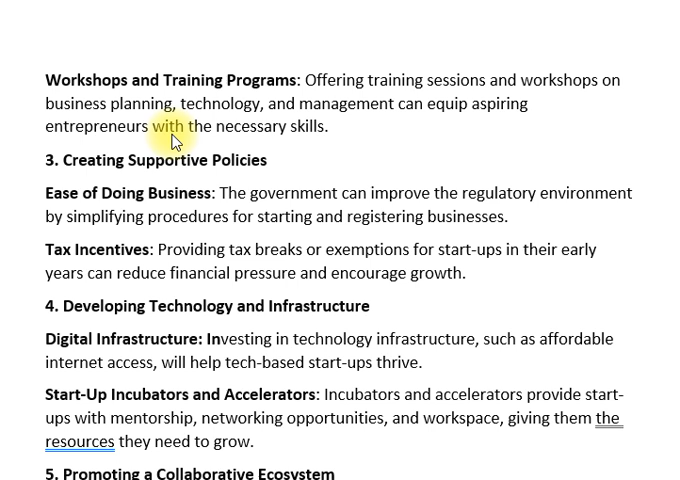 Workshops and Training Programs: Offering training sessions and workshops on
business planning, technology, and management can equip aspiring
entrepreneurs with the necessary skills.
3. Creating Supportive Policies
Ease of Doing Business: The government can improve the regulatory environment
by simplifying procedures for starting and registering businesses.
Tax Incentives: Providing tax breaks or exemptions for start-ups in their early
years can reduce financial pressure and encourage growth.
4. Developing Technology and Infrastructure
Digital Infrastructure: Investing in technology infrastructure, such as affordable
internet access, will help tech-based start-ups thrive.
Start-Up Incubators and Accelerators: Incubators and accelerators provide start-
ups with mentorship, networking opportunities, and workspace, giving them the
resources they need to grow.
5. Promoting a Collaborative Ecosystem